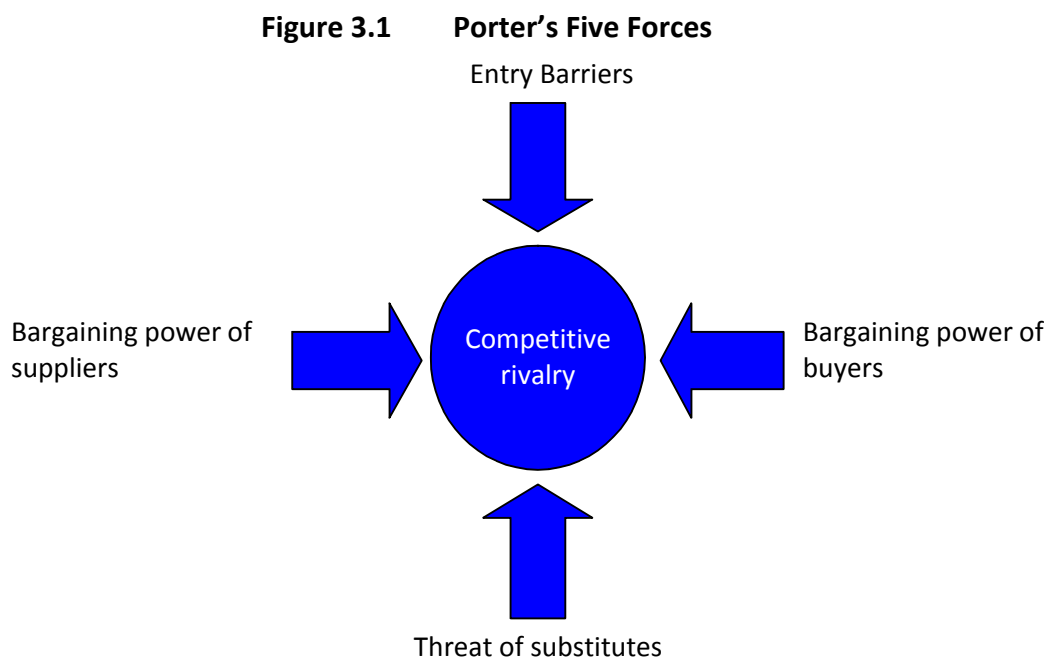 Figure 3.1 Porter’s Five Forces
Entry Barriers
Bargaining power of
suppliers
Competitive
rivalry
Bargaining power of
buyers
Threat of substitutes